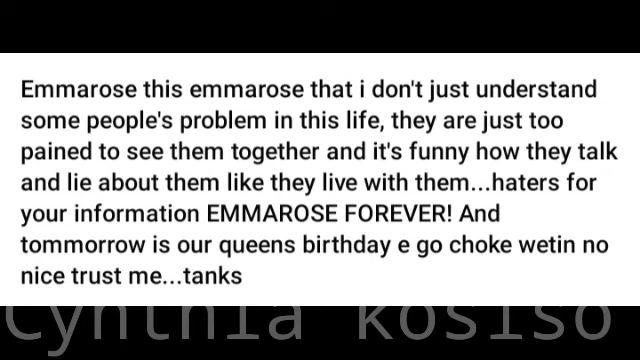 Emmarose this emmarose that i don't just understand
some people's problem in this life, they are just too
pained to see them together and it's funny how they talk
and lie about them like they live with them...haters for
your information EMMAROSE FOREVER! And
tommorrow is our queens birthday e go choke wetin no
nice trust me...tanks
Cynthia kosiso